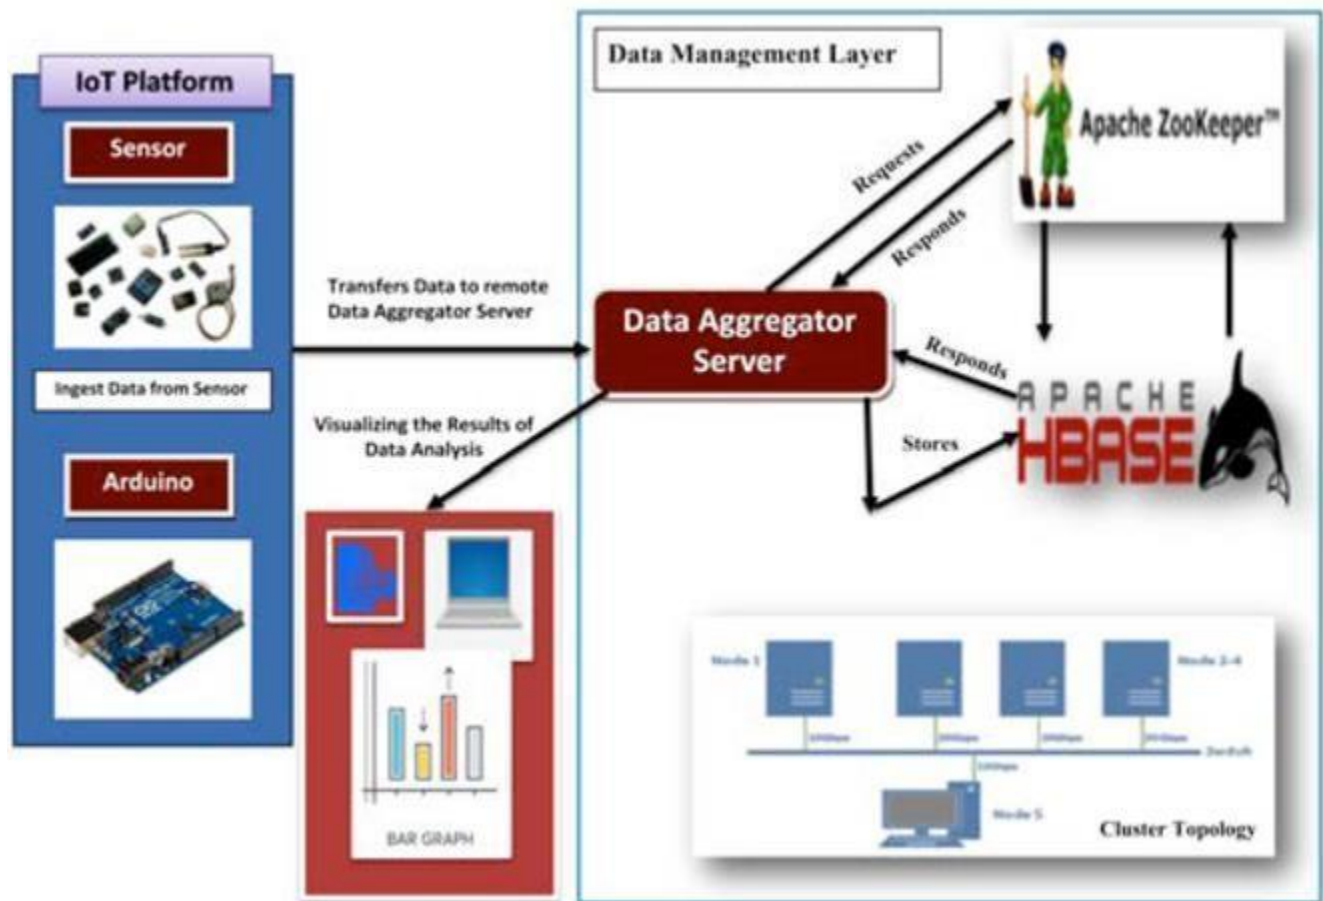 IoT Platform
Sensor
Ingest Data from Sensor
Arduino
Transfers Data to remote
Data Aggregator Server
Visualizing the Results of
Data Analysis
BAR GRAPH
Data Management Layer
Apache ZooKeeper™
Requests
Responds
Data Aggregator
Server
Responds
Stores
APACHE
HBASE
Node 1
Node 2-4
Switch
Node 5
Cluster Topology